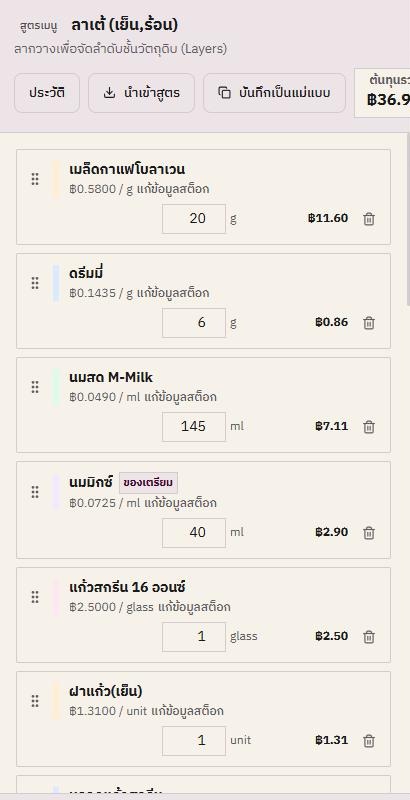 สูตรเมนู ลาเต้ (เย็น,ร้อน)
ลากวางเพื่อจัดลำดับชั้นวัตถุดิบ (Layers)
ประวัติ นำเข้าสูตร บันทึกเป็นแม่แบบ
฿36.9
เมล็ดกาแฟโบลาเวน
฿0.5800 / g แก้ข้อมูลสต็อก
20 g ฿11.60
ครีมมี่
฿0.1435 / g แก้ข้อมูลสต็อก
6 g ฿0.86
นมสด M-Milk
฿0.0490 / ml แก้ข้อมูลสต็อก
145 ml ฿7.11
นมมิกซ์ ของเตรียม
฿0.0725 / ml แก้ข้อมูลสต็อก
40 ml ฿2.90
แก้วสกรีน 16 ออนซ์
฿2.5000 / glass แก้ข้อมูลสต็อก
1 glass ฿2.50
ฝาแก้ว(เย็น)
฿1.3100 / unit แก้ข้อมูลสต็อก
1 unit ฿1.31